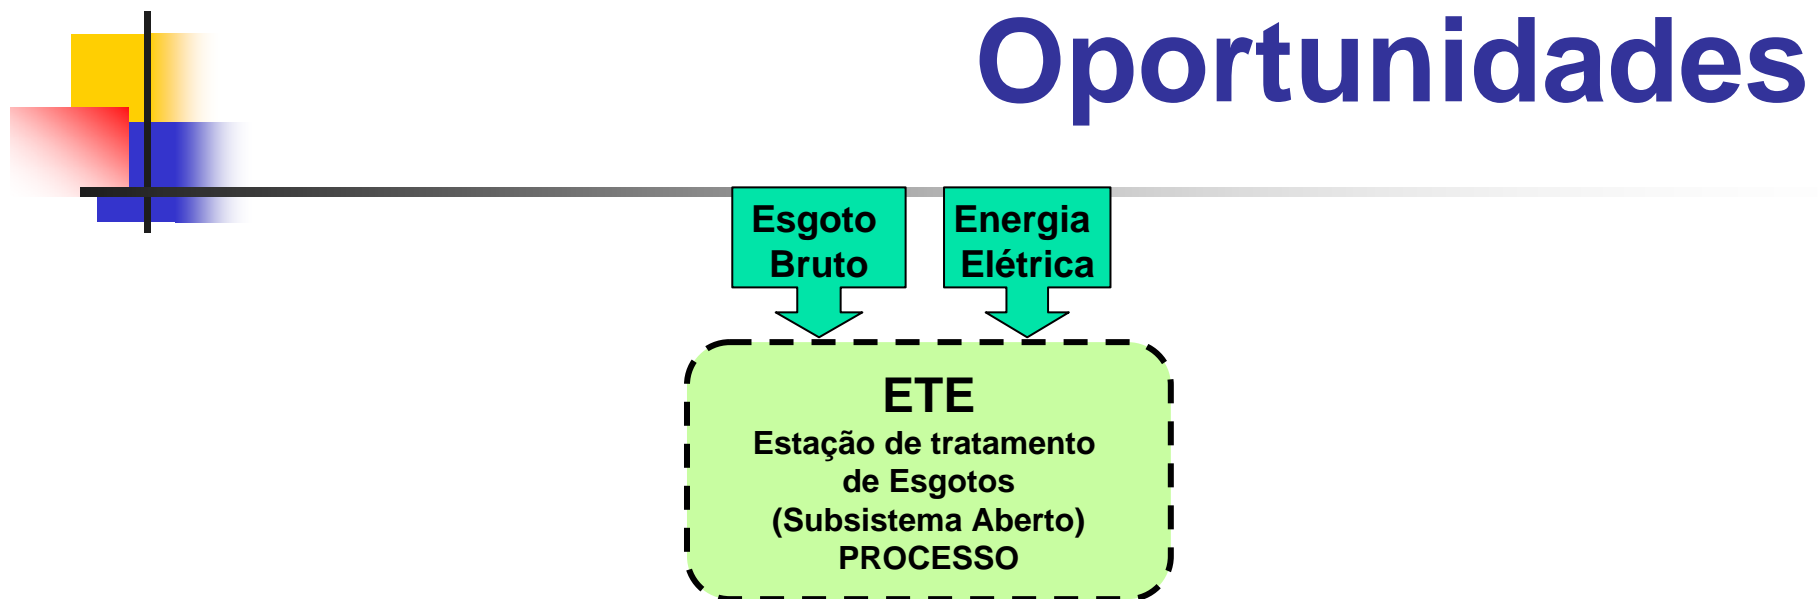 Oportunidades
Esgoto
Bruto
Energia
Elétrica
ETE
Estação de tratamento
de Esgotos
(Subsistema Aberto)
PROCESSO